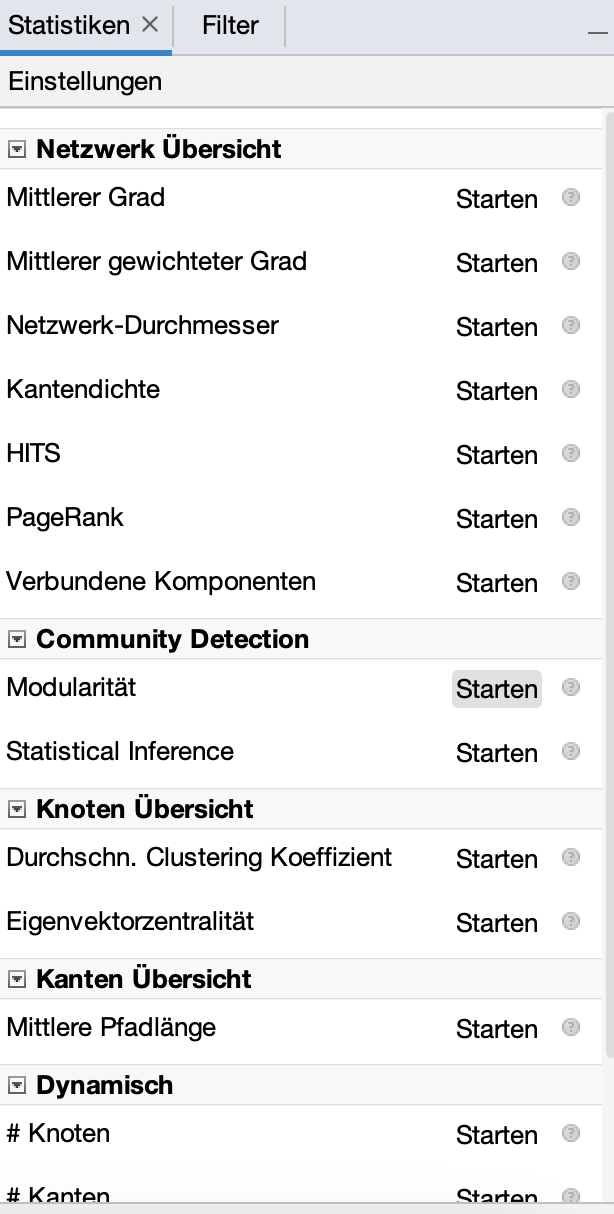 Statistiken
Filter
Einstellungen
Netzwerk Übersicht
Mittlerer Grad Starten
Mittlerer gewichteter Grad Starten
Netzwerk-Durchmesser Starten
Kantendichte Starten
HITS Starten
PageRank Starten
Verbundene Komponenten Starten
Community Detection
Modularität Starten
Statistical Inference Starten
Knoten Übersicht
Durchschn. Clustering Koeffizient Starten
Eigenvektorzentralität Starten
Kanten Übersicht
Mittlere Pfadlänge Starten
Dynamisch
# Knoten Starten
# Kanten Starten